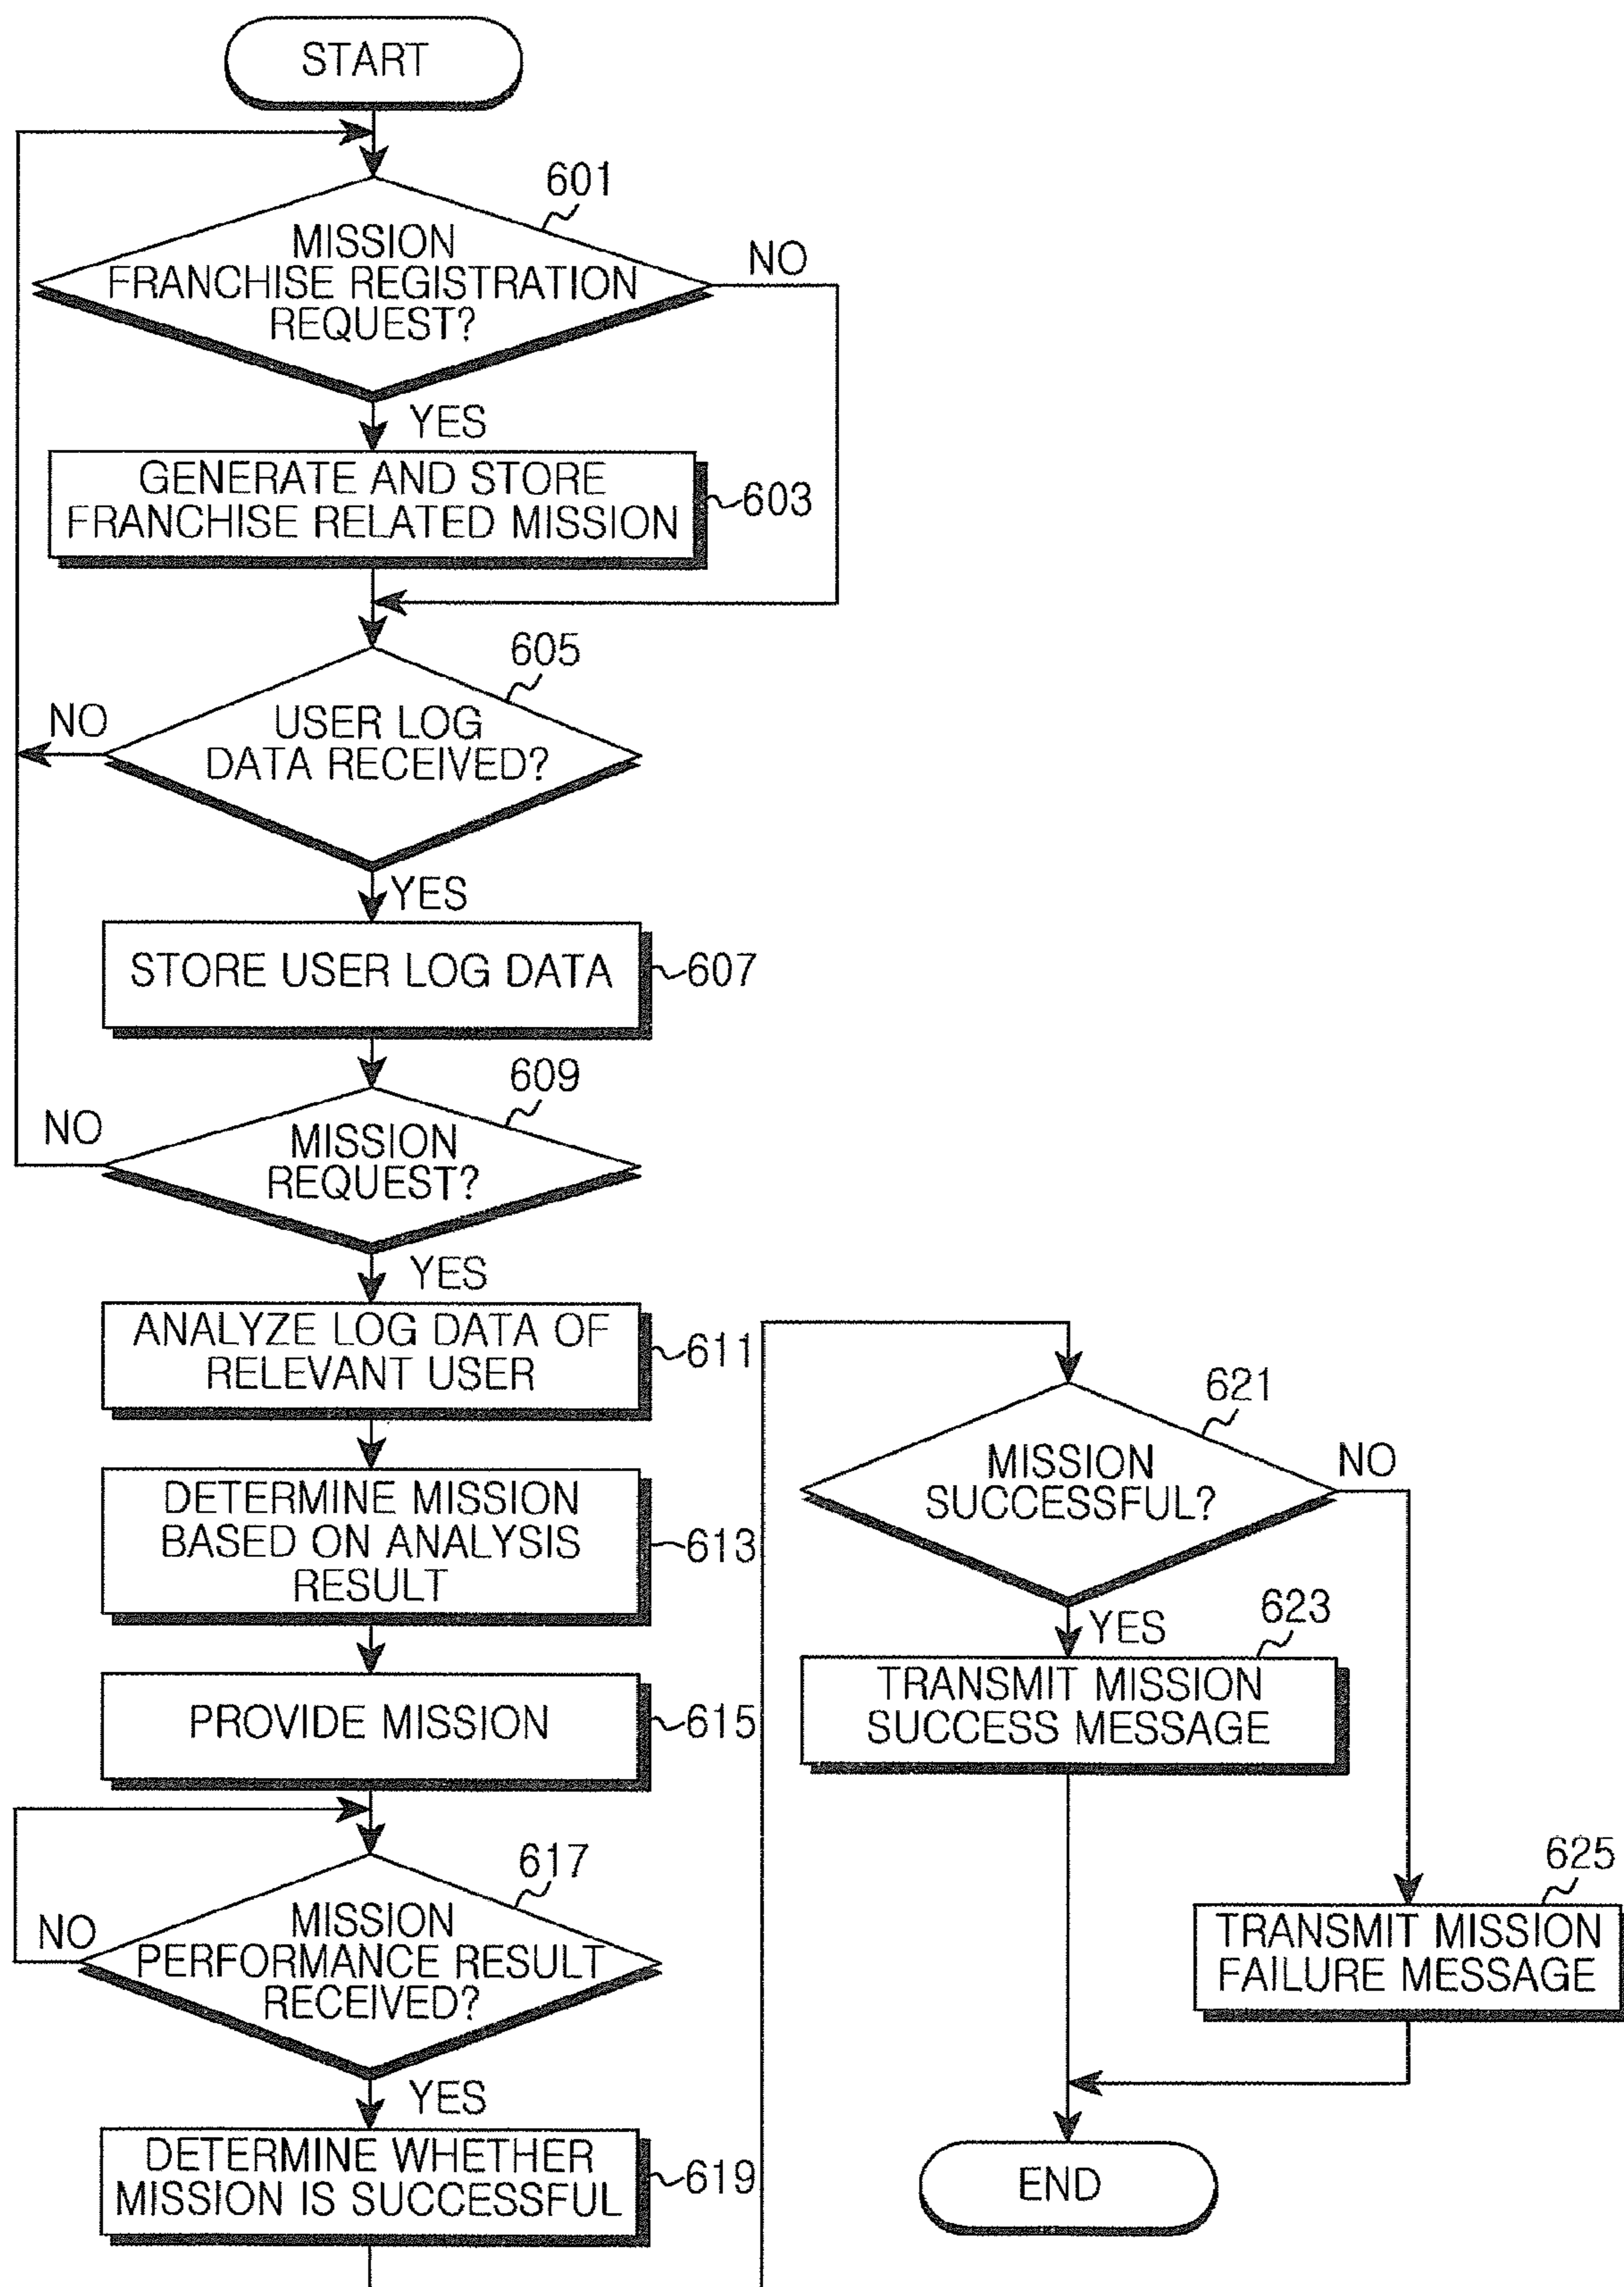 START
601
MISSION
FRANCHISE REGISTRATION
REQUEST?
NO
YES
GENERATE AND STORE
FRANCHISE RELATED MISSION
603
605
USER LOG
DATA RECEIVED?
NO
YES
STORE USER LOG DATA
607
609
MISSION
REQUEST?
NO
YES
ANALYZE LOG DATA OF
RELEVANT USER
611
DETERMINE MISSION
BASED ON ANALYSIS
RESULT
613
PROVIDE MISSION
615
617
MISSION
PERFORMANCE RESULT
RECEIVED?
NO
YES
DETERMINE WHETHER
MISSION IS SUCCESSFUL
619
621
MISSION
SUCCESSFUL?
NO
YES
623
TRANSMIT MISSION
SUCCESS MESSAGE
625
TRANSMIT MISSION
FAILURE MESSAGE
END